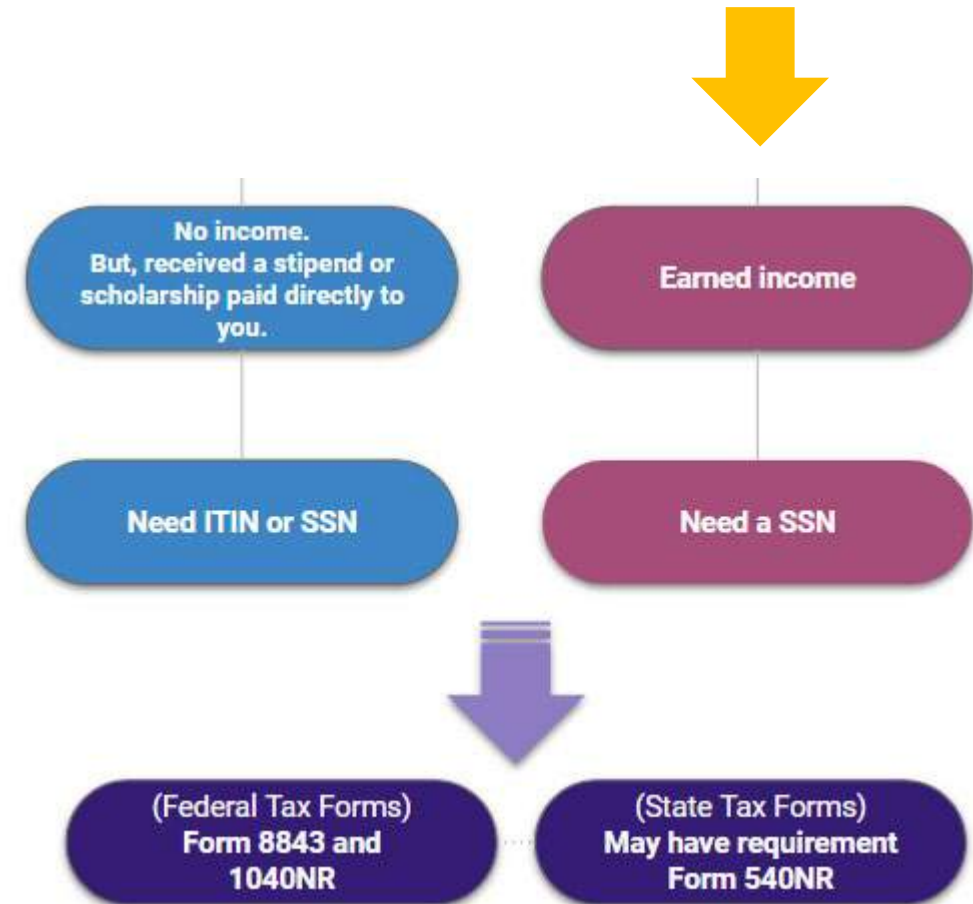 No income.
But, received a stipend or
scholarship paid directly to
you.
Earned income
Need ITIN or SSN
Need a SSN
(Federal Tax Forms)
Form 8843 and
1040NR
(State Tax Forms)
May have requirement
Form 540NR